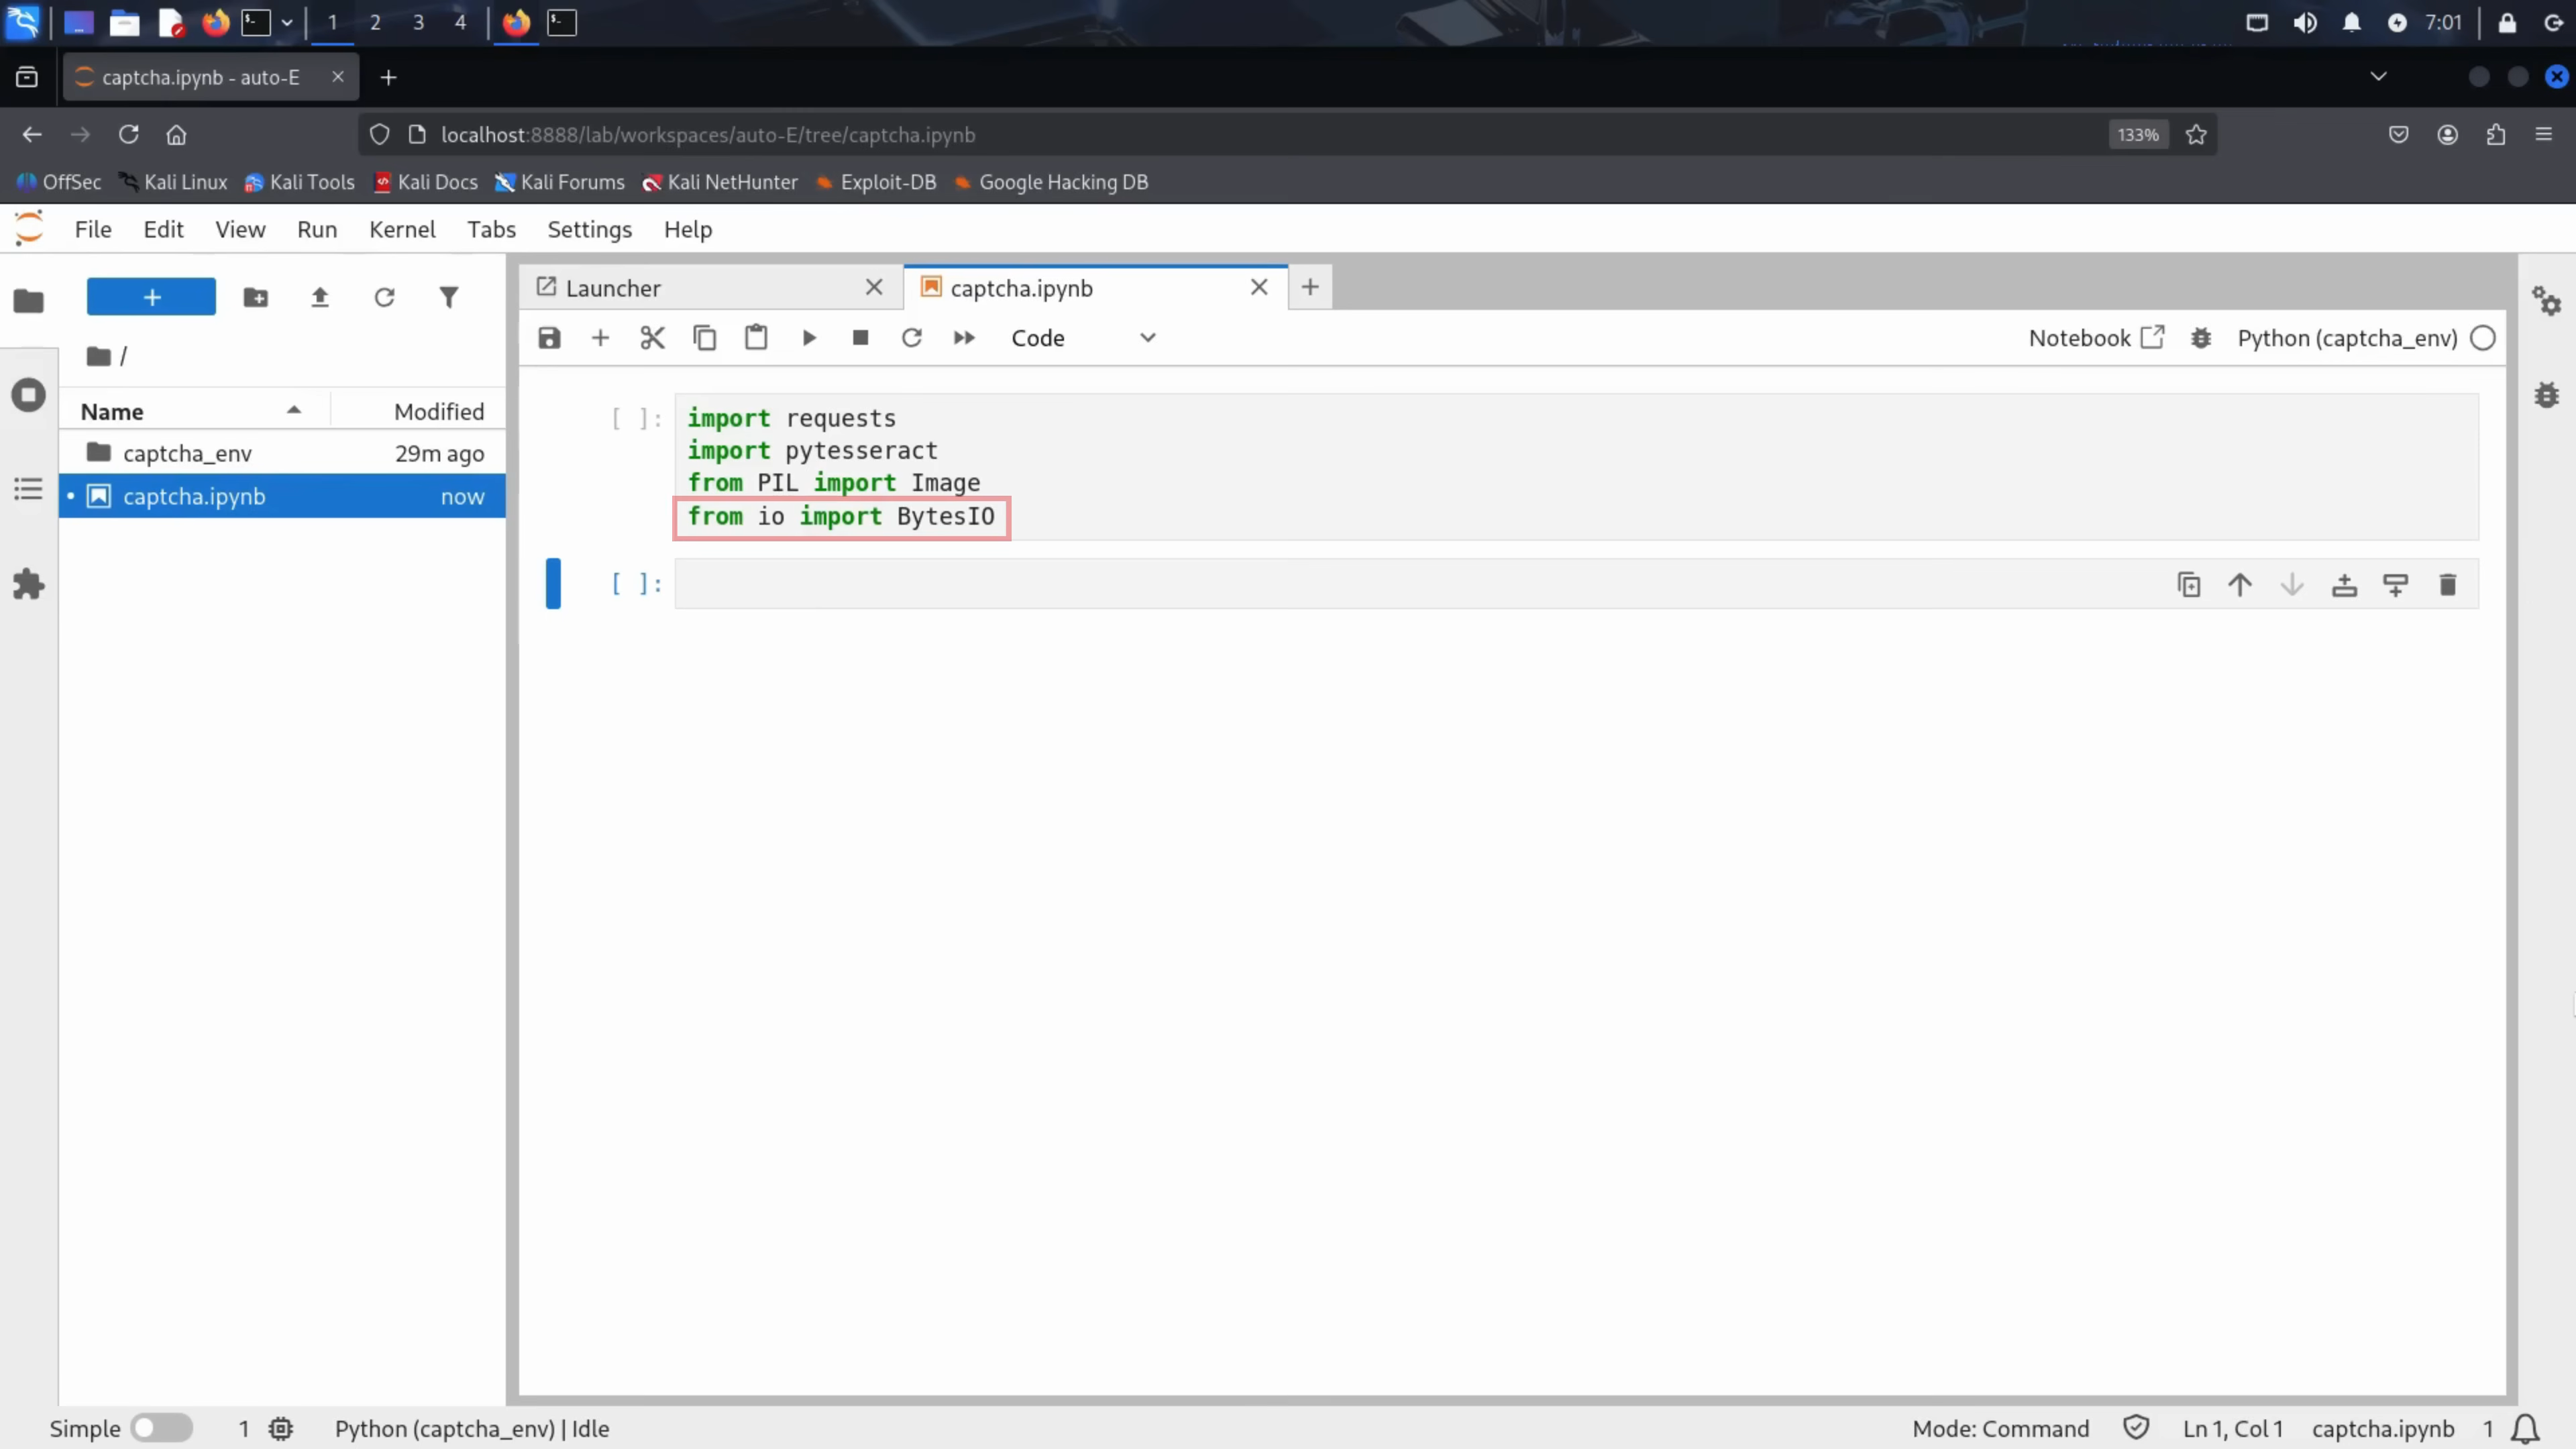 1 2 3 4 7:01
captcha.ipynb - auto-E
localhost:8888/lab/workspaces/auto-E/tree/captcha.ipynb 133%
OffSec Kali Linux Kali Tools Kali Docs Kali Forums Kali NetHunter Exploit-DB Google Hacking DB
File Edit View Run Kernel Tabs Settings Help
Launcher captcha.ipynb
Code Notebook Python (captcha_env)
/
Name Modified
captcha_env 29m ago
captcha.ipynb now
[ ]: import requests
import pytesseract
from PIL import Image
from io import BytesIO
[ ]:
Simple 1 Python (captcha_env) | Idle Mode: Command Ln 1, Col 1 captcha.ipynb 1